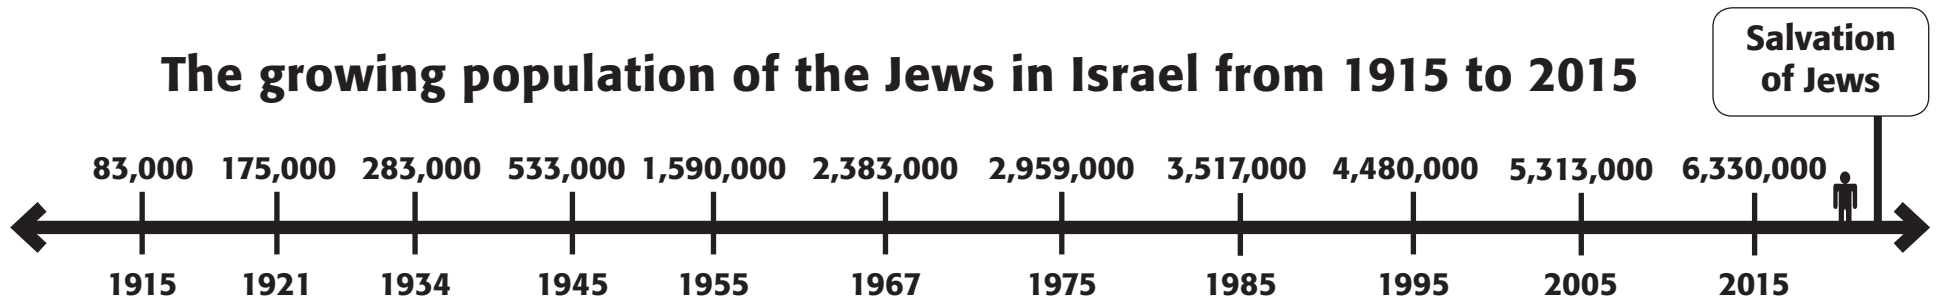 Salvation
of Jews
The growing population of the Jews in Israel from 1915 to 2015
83,000 175,000 283,000 533,000 1,590,000 2,383,000 2,959,000 3,517,000 4,480,000 5,313,000 6,330,000
1915 1921 1934 1945 1955 1967 1975 1985 1995 2005 2015